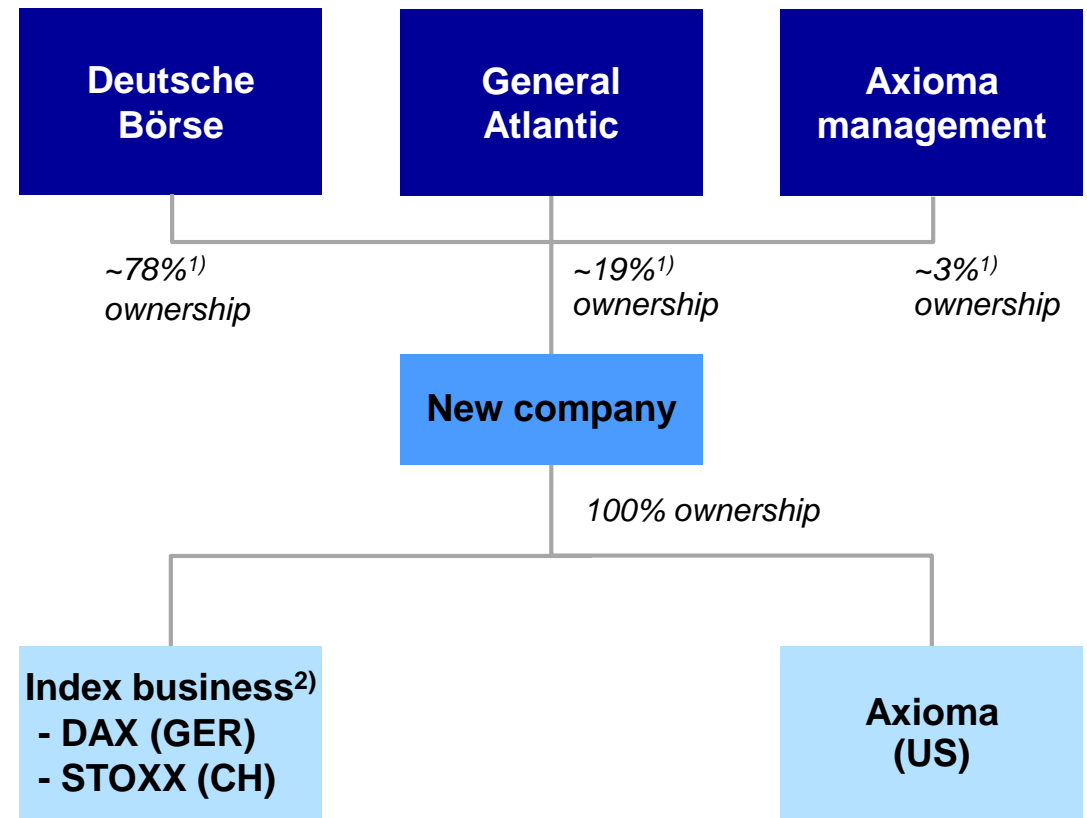 Deutsche
Börse
General
Atlantic
Axioma
management
~78%1)
ownership
~19%1)
ownership
~3%1)
ownership
New company
100% ownership
Index business2)
- DAX (GER)
- STOXX (CH)
Axioma
(US)